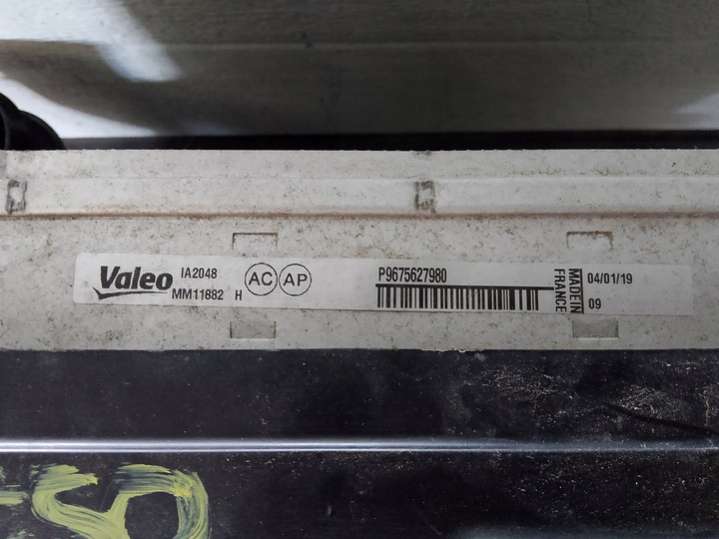 Valeo
IA2048
MM11882 H
AC AP
P9675627980
MADE IN
FRANCE
04/01/19
09